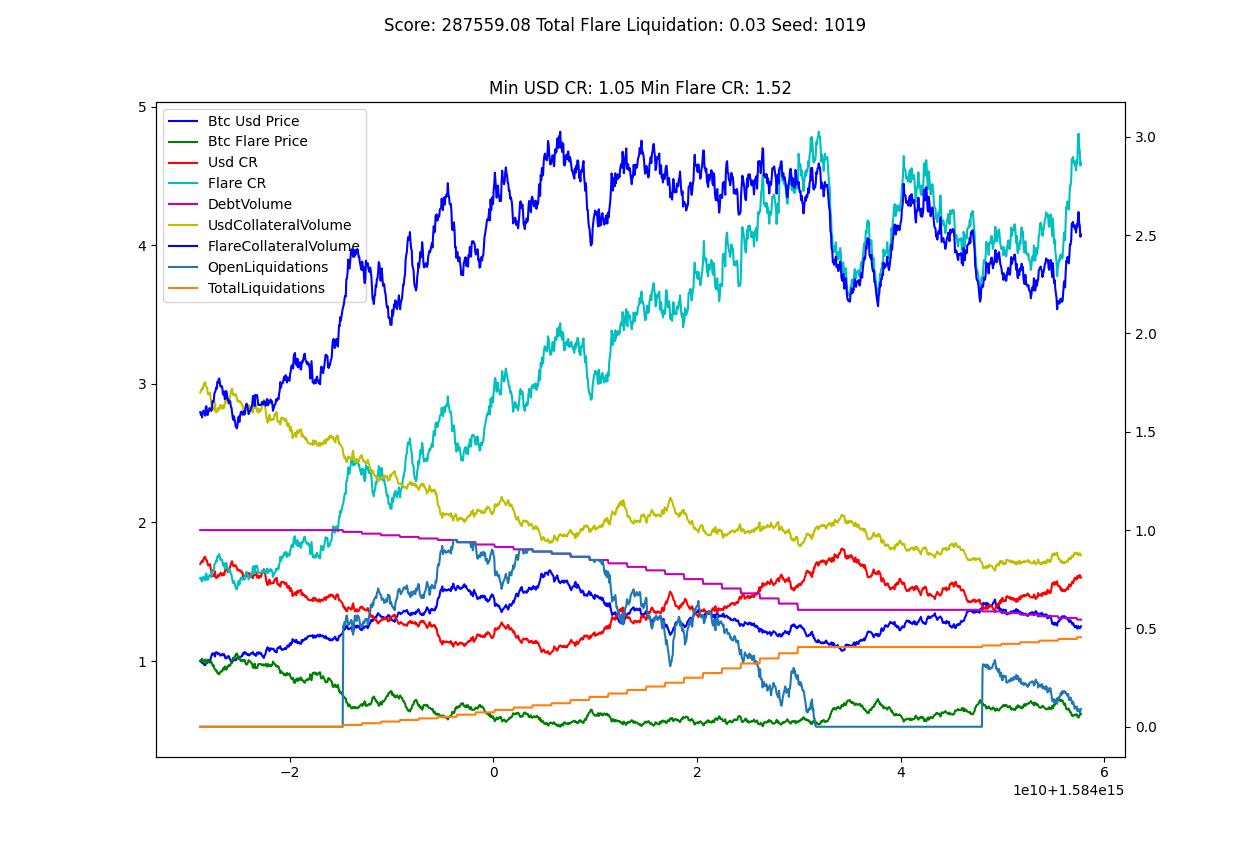 Score: 287559.08 Total Flare Liquidation: 0.03 Seed: 1019
Min USD CR: 1.05 Min Flare CR: 1.52
Btc Usd Price
Btc Flare Price
Usd CR
Flare CR
DebtVolume
UsdCollateralVolume
FlareCollateralVolume
OpenLiquidations
TotalLiquidations
5
4
3
2
1
3.0
2.5
2.0
1.5
1.0
0.5
0.0
−2
0
2
4
6
1e10+1.584e15